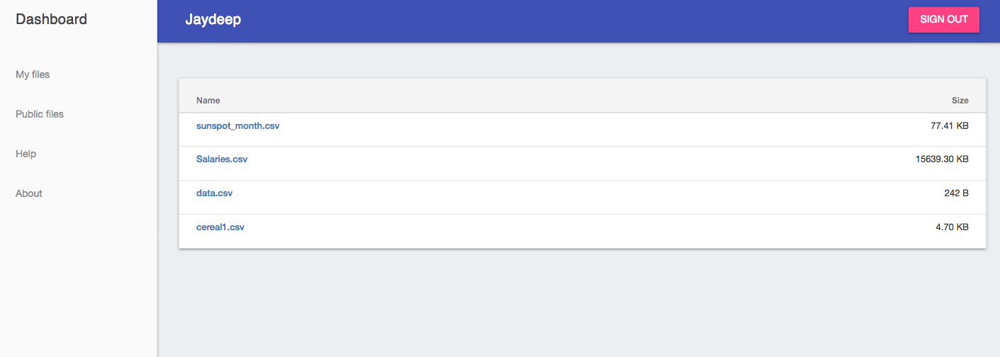 Dashboard
Jaydeep
SIGN OUT
My files
Public files
Help
About
Name Size
sunspot_month.csv 77.41 KB
Salaries.csv 15639.30 KB
data.csv 242 B
cereal1.csv 4.70 KB